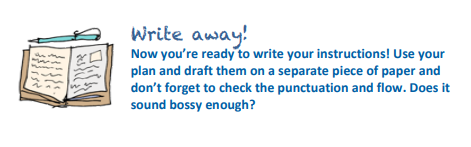 Write away!
Now you're ready to write your instructions! Use your
plan and draft them on a separate piece of paper and
don't forget to check the punctuation and flow. Does it
sound bossy enough?